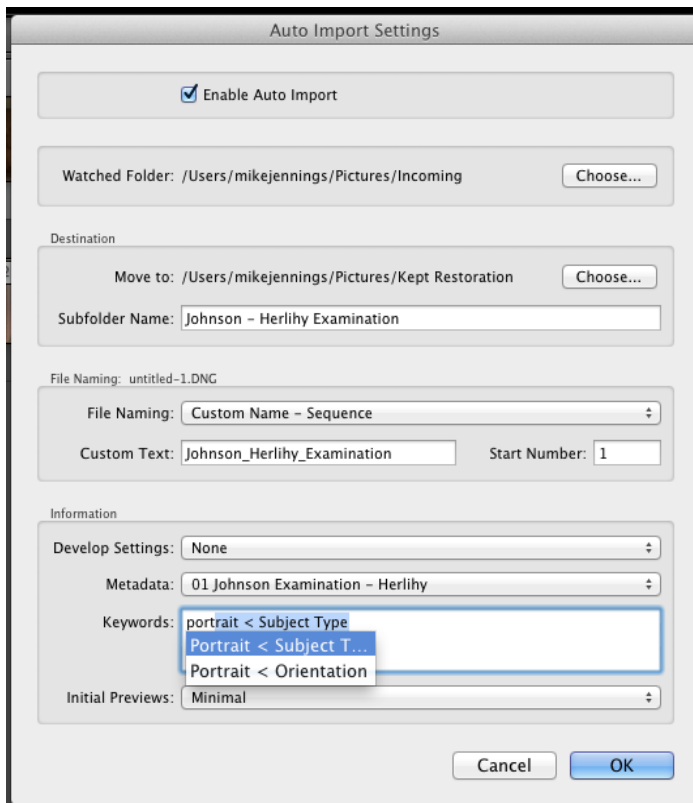 Auto Import Settings
Enable Auto Import
Watched Folder: /Users/mikejennings/Pictures/Incoming Choose...
Destination
2
Move to: /Users/mikejennings/Pictures/Kept Restoration Choose...
Subfolder Name: Johnson – Herlihy Examination
File Naming: untitled-1.DNG
File Naming: Custom Name – Sequence
Custom Text: Johnson_Herlihy_Examination Start Number: 1
Information
Develop Settings: None
Metadata: 01 Johnson Examination – Herlihy
Keywords: portrait < Subject Type
Portrait < Subject T...
Portrait < Orientation
Initial Previews: Minimal
Cancel OK